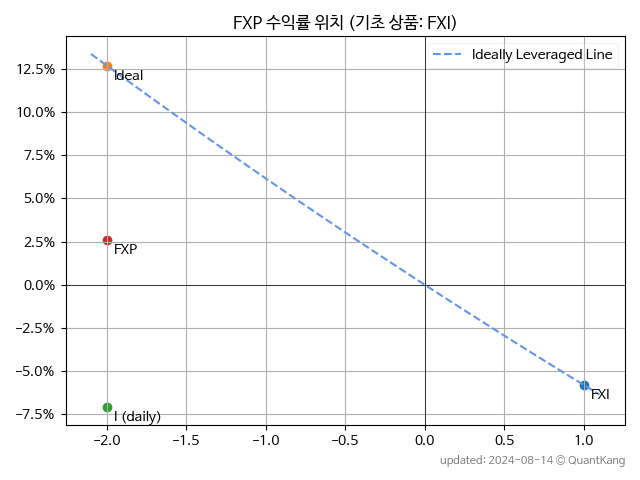 FXP 수익률 위치 (기초 상품: FXI)
Ideally Leveraged Line
12.5%
10.0%
7.5%
5.0%
2.5%
0.0%
−2.5%
−5.0%
−7.5%
Ideal
FXP
I (daily)
FXI
−2.0 −1.5 −1.0 −0.5 0.0 0.5 1.0
updated: 2024-08-14 © QuantKang